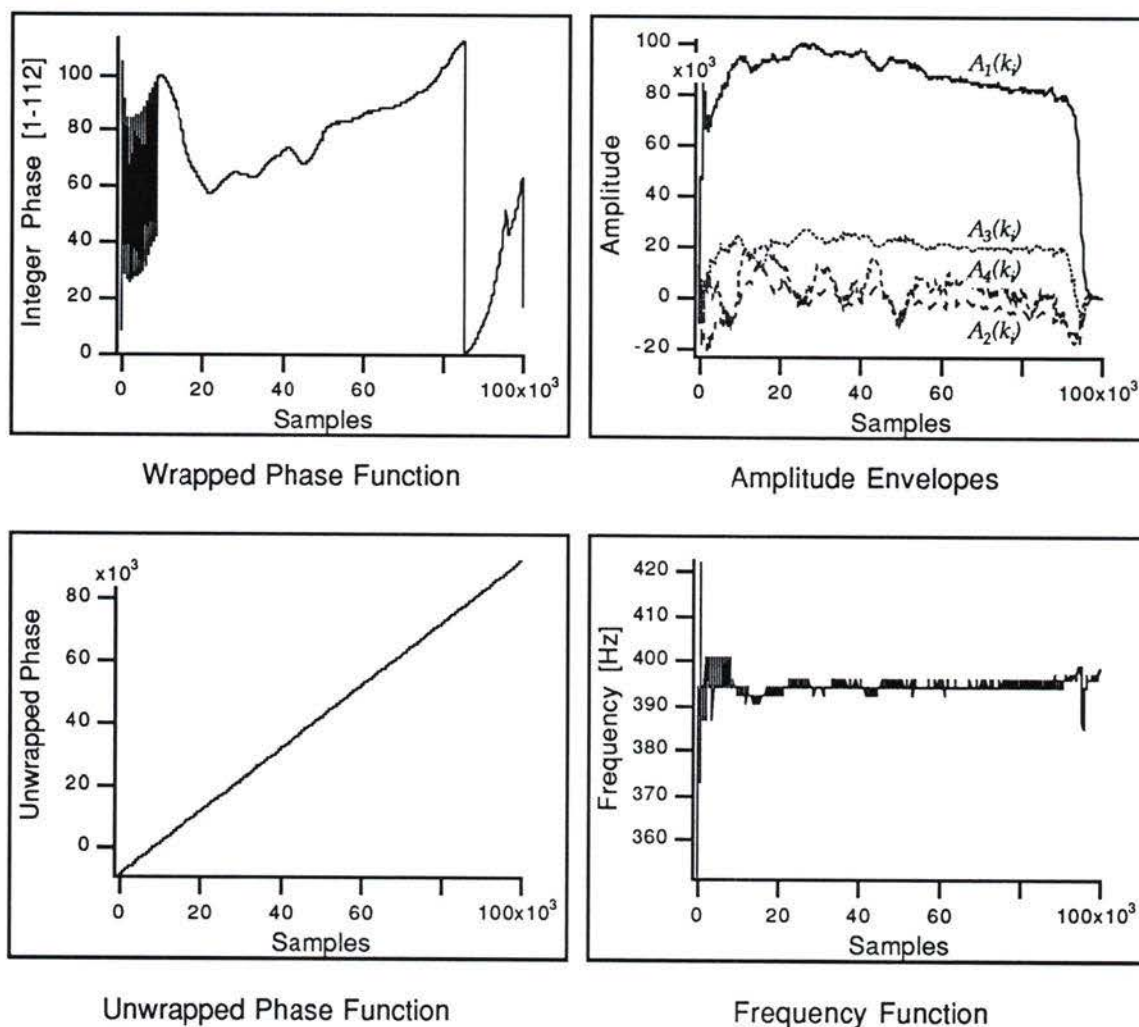 Integer Phase [1-112]
100
80
60
40
20
0
0 20 40 60 100x10³
Samples
Wrapped Phase Function
Amplitude
100
x10³
80
60
40
20
0
-20
A₁(kᵢ)
A₃(kᵢ)
A₄(kᵢ)
A₂(kᵢ)
0 20 40 60 100x10³
Samples
Amplitude Envelopes
Unwrapped Phase
x10³
80
60
40
20
0
0 20 40 60 100x10³
Samples
Unwrapped Phase Function
Frequency [Hz]
420
410
400
390
380
370
360
0 20 40 60 100x10³
Samples
Frequency Function